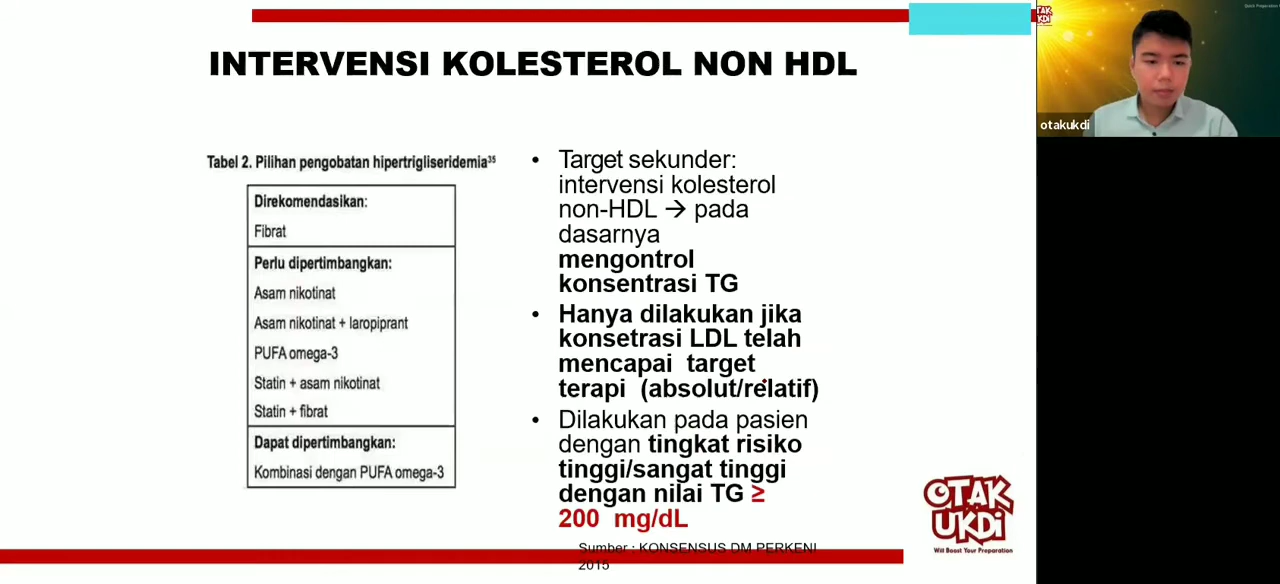 INTERVENSI KOLESTEROL NON HDL
Tabel 2. Pilihan pengobatan hipertrigliseridemia³⁵
Direkomendasikan:
Fibrat
Perlu dipertimbangkan:
Asam nikotinat
Asam nikotinat + laropiprant
PUFA omega-3
Statin + asam nikotinat
Statin + fibrat
Dapat dipertimbangkan:
Kombinasi dengan PUFA omega-3
• Target sekunder:
intervensi kolesterol
non-HDL → pada
dasarnya
mengontrol
konsentrasi TG
• Hanya dilakukan jika
konsetrasi LDL telah
mencapai target
terapi (absolut/relatif)
• Dilakukan pada pasien
dengan tingkat risiko
tinggi/sangat tinggi
dengan nilai TG ≥
200 mg/dL
Sumber : KONSENSUS DM PERKENI
2015
OTAK
UKDI
Will Boost Your Preparation
TAK
KDI
otakukdi